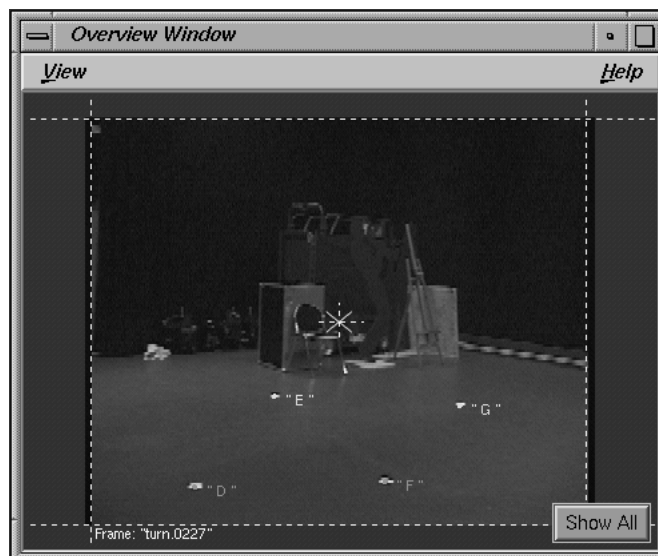 Overview Window
View Help
"E"
"G"
"D"
"F"
Frame: "turn.0227"
Show All